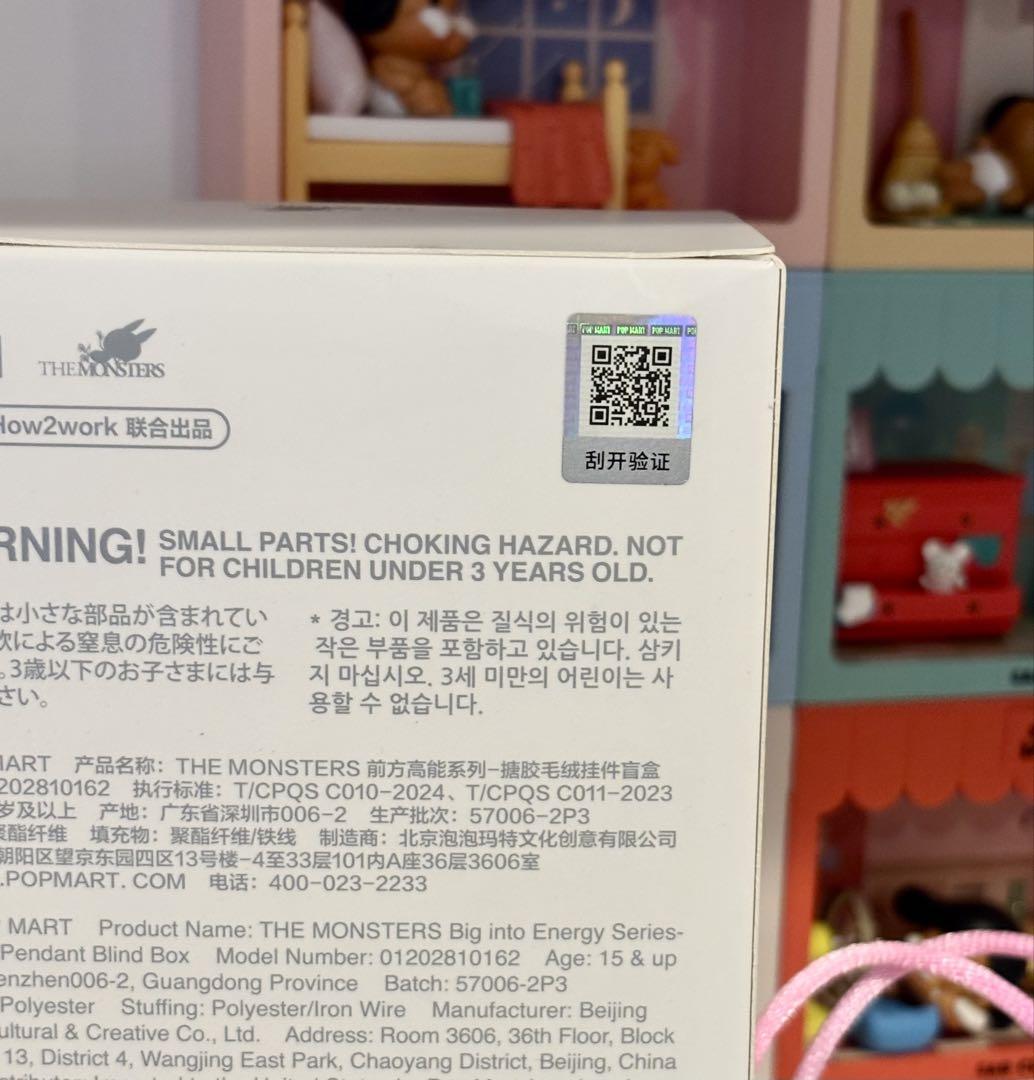 THE MONSTERS
POP MART POP MART POP MART
How2work 联合出品
刮开验证
RNING! SMALL PARTS! CHOKING HAZARD. NOT
FOR CHILDREN UNDER 3 YEARS OLD.
は小さな部品が含まれてい
欠による窒息の危険性にご
。3歳以下のお子さまには与
さい。
* 경고: 이 제품은 질식의 위험이 있는
작은 부품을 포함하고 있습니다. 삼키
지 마십시오. 3세 미만의 어린이는 사
용할 수 없습니다.
MART 产品名称: THE MONSTERS 前方高能系列-搪胶毛绒挂件盲盒
202810162 执行标准: T/CPQS C010-2024、T/CPQS C011-2023
岁及以上 产地: 广东省深圳市006-2 生产批次: 57006-2P3
聚酯纤维 填充物: 聚酯纤维/铁线 制造商: 北京泡泡玛特文化创意有限公司
朝阳区望京东园四区13号楼-4至33层101内A座36层3606室
.POPMART. COM 电话: 400-023-2233
P MART Product Name: THE MONSTERS Big into Energy Series-
Pendant Blind Box Model Number: 01202810162 Age: 15 & up
enzhen006-2, Guangdong Province Batch: 57006-2P3
Polyester Stuffing: Polyester/Iron Wire Manufacturer: Beijing
ultural & Creative Co., Ltd. Address: Room 3606, 36th Floor, Block
13, District 4, Wangjing East Park, Chaoyang District, Beijing, China